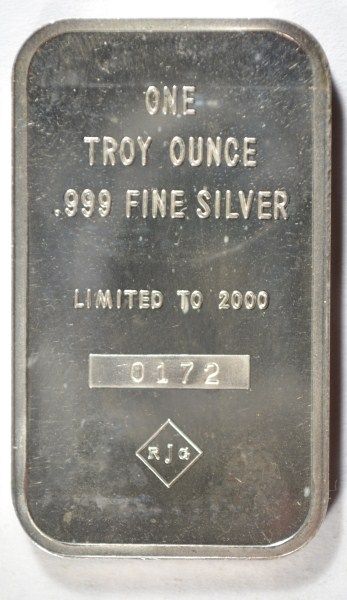 ONE
TROY OUNCE
.999 FINE SILVER
LIMITED TO 2000
0172
RJG